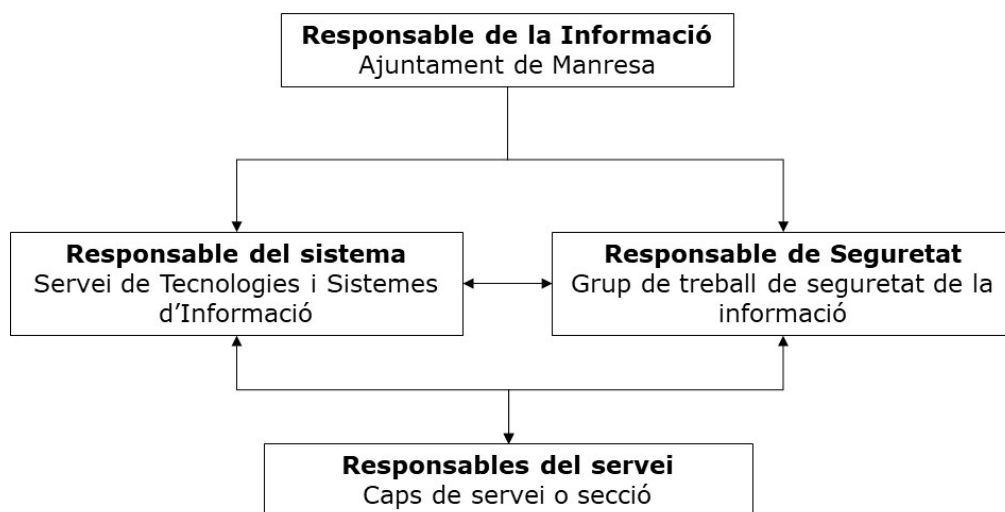 Responsable de la Informació
Ajuntament de Manresa
Responsable del sistema
Servei de Tecnologies i Sistemes
d’Informació
Responsable de Seguretat
Grup de treball de seguretat de la
informació
Responsables del servei
Caps de servei o secció